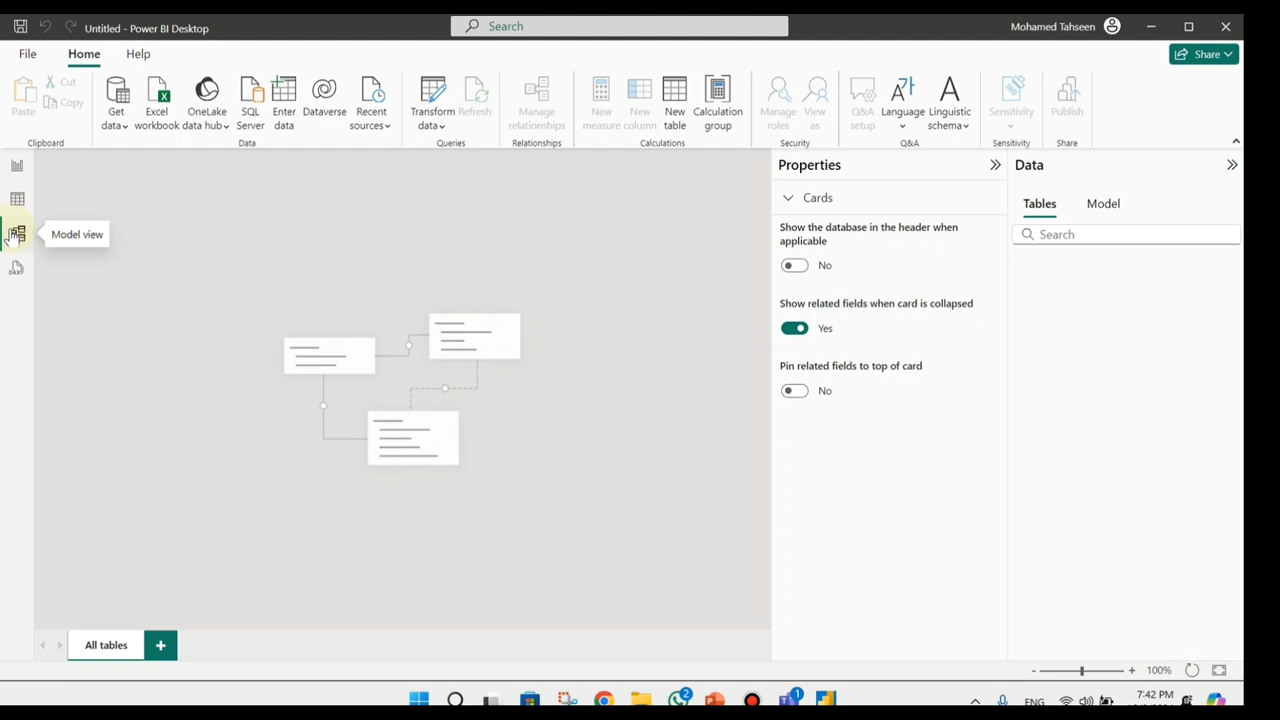 Untitled - Power BI Desktop
Search
Mohamed Tahseen
File
Home
Help
Share
Paste
Cut
Copy
Get data
Excel workbook
OneLake data hub
SQL Server
Enter data
Dataverse
Recent sources
Transform data
Refresh
Manage relationships
New measure
New column
New table
Calculation group
Manage roles
View as
Q&A setup
Language
Linguistic schema
Sensitivity
Publish
Clipboard
Data
Queries
Relationships
Calculations
Security
Q&A
Sensitivity
Share
DAX
Model view
Properties
Cards
Show the database in the header when
applicable
No
Show related fields when card is collapsed
Yes
Pin related fields to top of card
No
Data
Tables
Model
Search
All tables
100%
2
1
ENG
7:42 PM